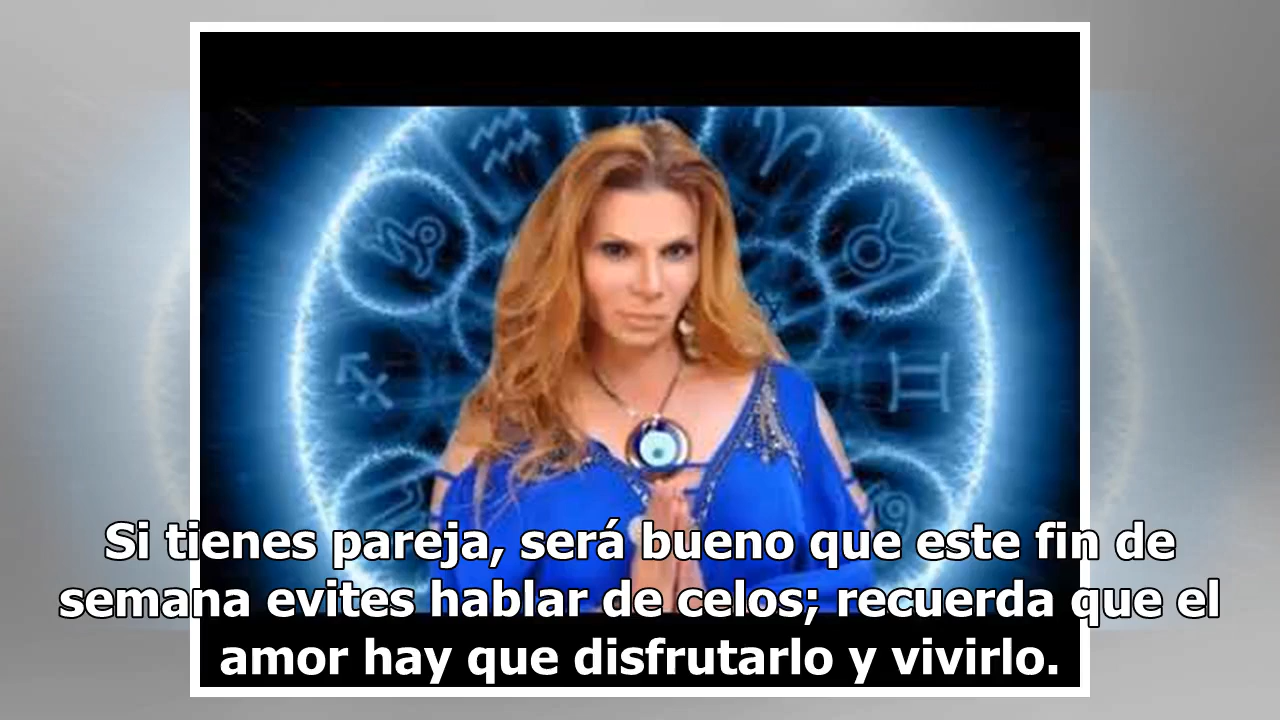 Si tienes pareja, será bueno que este fin de
semana evites hablar de celos; recuerda que el
amor hay que disfrutarlo y vivirlo.